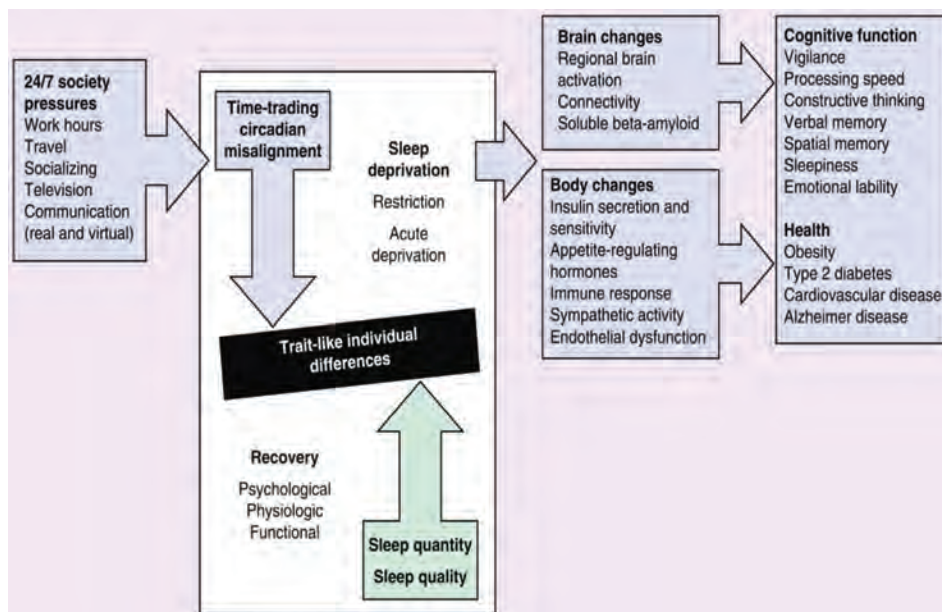 24/7 society
pressures
Work hours
Travel
Socializing
Television
Communication
(real and virtual)
Time-trading
circadian
misalignment
Sleep
deprivation
Restriction
Acute
deprivation
Trait-like individual
differences
Recovery
Psychological
Physiologic
Functional
Sleep quantity
Sleep quality
Brain changes
Regional brain
activation
Connectivity
Soluble beta-amyloid
Body changes
Insulin secretion and
sensitivity
Appetite-regulating
hormones
Immune response
Sympathetic activity
Endothelial dysfunction
Cognitive function
Vigilance
Processing speed
Constructive thinking
Verbal memory
Spatial memory
Sleepiness
Emotional lability
Health
Obesity
Type 2 diabetes
Cardiovascular disease
Alzheimer disease